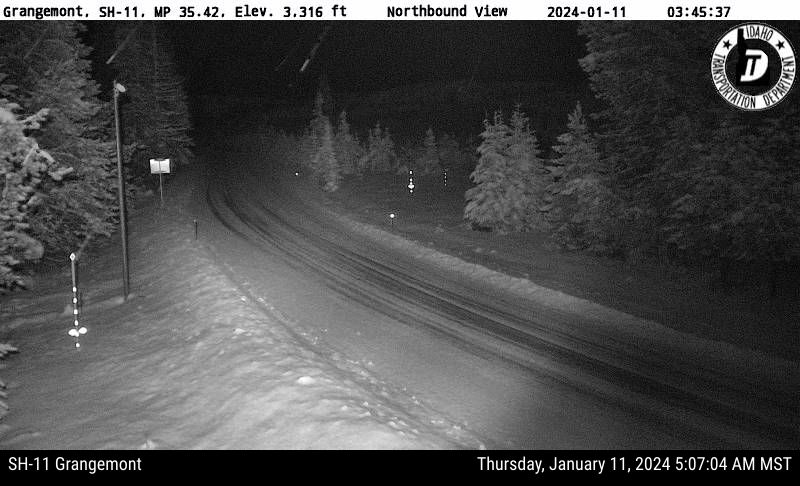 Grangemont, SH-11, MP 35.42, Elev. 3,316 ft Northbound View 2024-01-11 03:45:37
IDAHO
TRANSPORTATION DEPARTMENT
SH-11 Grangemont Thursday, January 11, 2024 5:07:04 AM MST